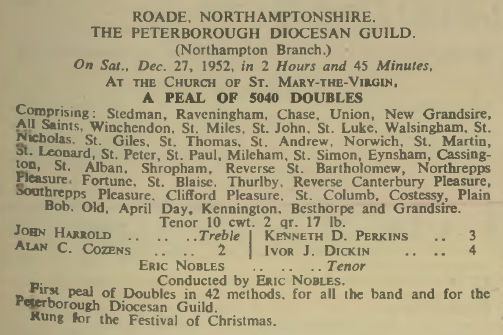 ROADE, NORTHAMPTONSHIRE.
THE PETERBOROUGH DIOCESAN GUILD.
(Northampton Branch.)
On Sat., Dec. 27, 1952, in 2 Hours and 45 Minutes,
AT THE CHURCH OF ST. MARY-THE-VIRGIN,
A PEAL OF 5040 DOUBLES
Comprising: Stedman, Raveningham, Chase, Union, New Grandsire,
All Saints, Winchendon, St. Miles, St. John, St. Luke, Walsingham, St.
Nicholas, St. Giles, St. Thomas, St. Andrew, Norwich, St. Martin,
St. Leonard, St. Peter, St. Paul, Mileham, St. Simon, Eynsham, Cassing-
ton, St. Alban, Shropham, Reverse St. Bartholomew, Northrepps
Pleasure, Fortune, St. Blaise, Thurlby, Reverse Canterbury Pleasure,
Southrepps Pleasure, Clifford Pleasure, St. Columb, Costessy, Plain
Bob, Old, April Day, Kennington, Besthorpe and Grandsire.
Tenor 10 cwt. 2 qr. 17 lb.
JOHN HARROLD .. .. ..Treble | KENNETH D. PERKINS .. 3
ALAN C. COZENS .. .. 2 | IVOR J. DICKIN .. .. 4
ERIC NOBLES .. .. ..Tenor
Conducted by ERIC NOBLES.
First peal of Doubles in 42 methods, for all the band and for the
Peterborough Diocesan Guild.
Rung for the Festival of Christmas.